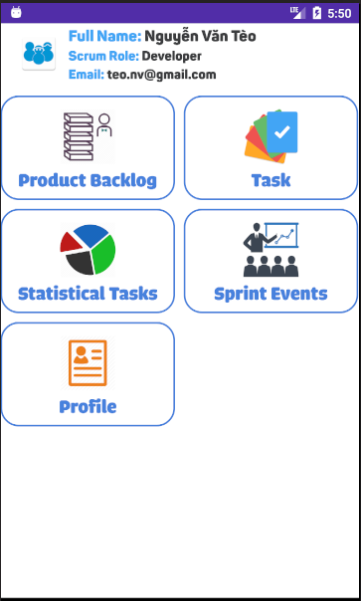 LTE 5:50
Full Name: Nguyễn Văn Tèo
Scrum Role: Developer
Email: teo.nv@gmail.com
Product Backlog
Task
Statistical Tasks
Sprint Events
Profile